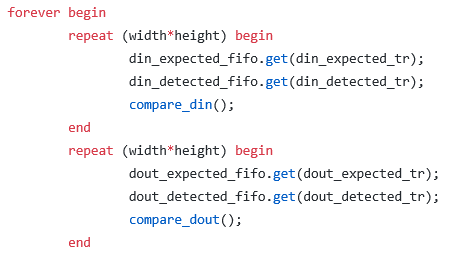 forever begin
repeat (width*height) begin
din_expected_fifo.get(din_expected_tr);
din_detected_fifo.get(din_detected_tr);
compare_din();
end
repeat (width*height) begin
dout_expected_fifo.get(dout_expected_tr);
dout_detected_fifo.get(dout_detected_tr);
compare_dout();
end